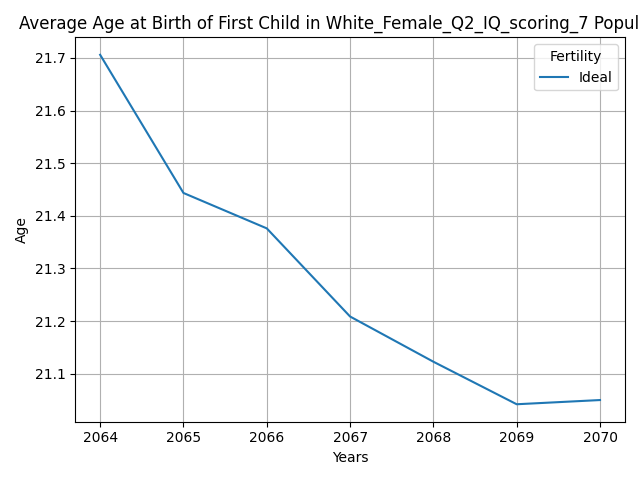 Average Age at Birth of First Child in White_Female_Q2_IQ_scoring_7 Popul
21.7
21.6
21.5
21.4
21.3
21.2
21.1
Age
Fertility
Ideal
2064 2065 2066 2067 2068 2069 2070
Years